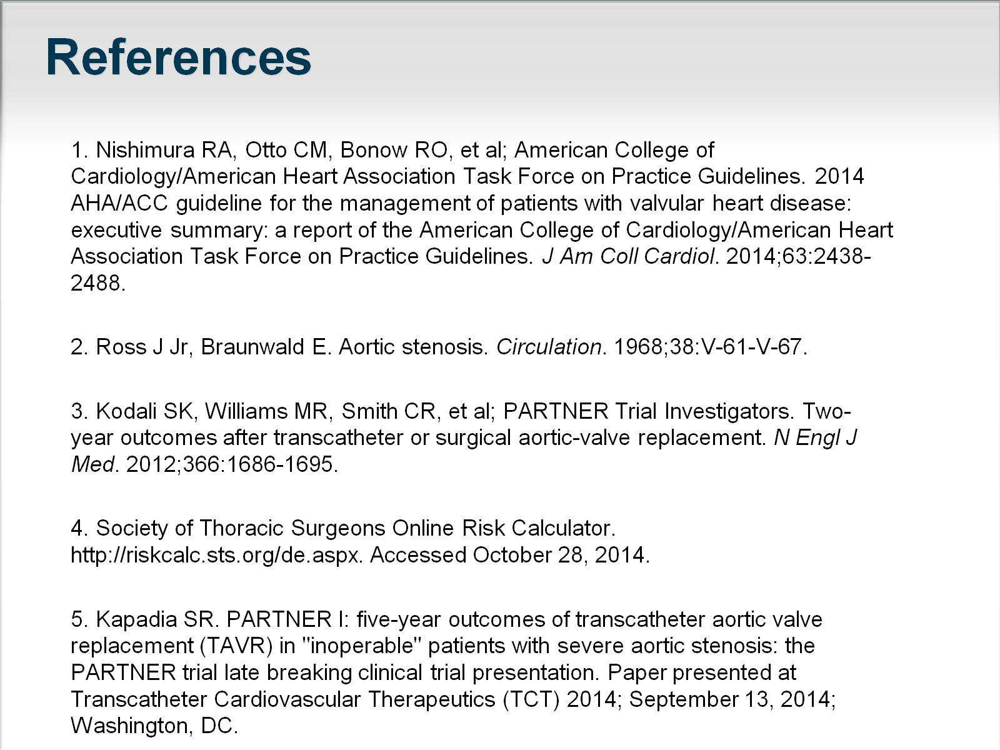 References
1. Nishimura RA, Otto CM, Bonow RO, et al; American College of
Cardiology/American Heart Association Task Force on Practice Guidelines. 2014
AHA/ACC guideline for the management of patients with valvular heart disease:
executive summary: a report of the American College of Cardiology/American Heart
Association Task Force on Practice Guidelines. J Am Coll Cardiol. 2014;63:2438-
2488.
2. Ross J Jr, Braunwald E. Aortic stenosis. Circulation. 1968;38:V-61-V-67.
3. Kodali SK, Williams MR, Smith CR, et al; PARTNER Trial Investigators. Two-
year outcomes after transcatheter or surgical aortic-valve replacement. N Engl J
Med. 2012;366:1686-1695.
4. Society of Thoracic Surgeons Online Risk Calculator.
http://riskcalc.sts.org/de.aspx. Accessed October 28, 2014.
5. Kapadia SR. PARTNER I: five-year outcomes of transcatheter aortic valve
replacement (TAVR) in "inoperable" patients with severe aortic stenosis: the
PARTNER trial late breaking clinical trial presentation. Paper presented at
Transcatheter Cardiovascular Therapeutics (TCT) 2014; September 13, 2014;
Washington, DC.